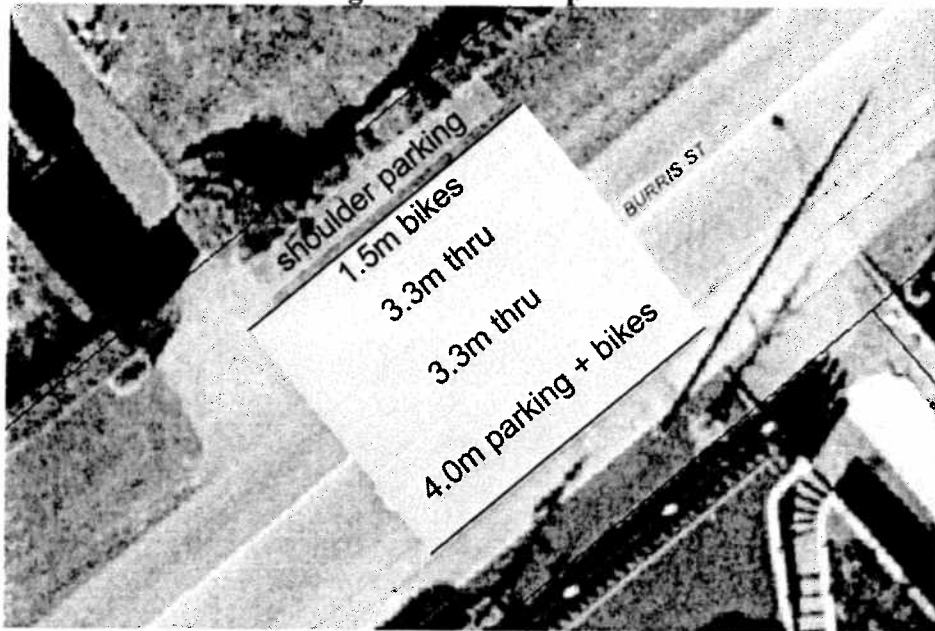 shoulder parking
1.5m bikes
3.3m thru
3.3m thru
4.0m parking + bikes
BURRIS ST